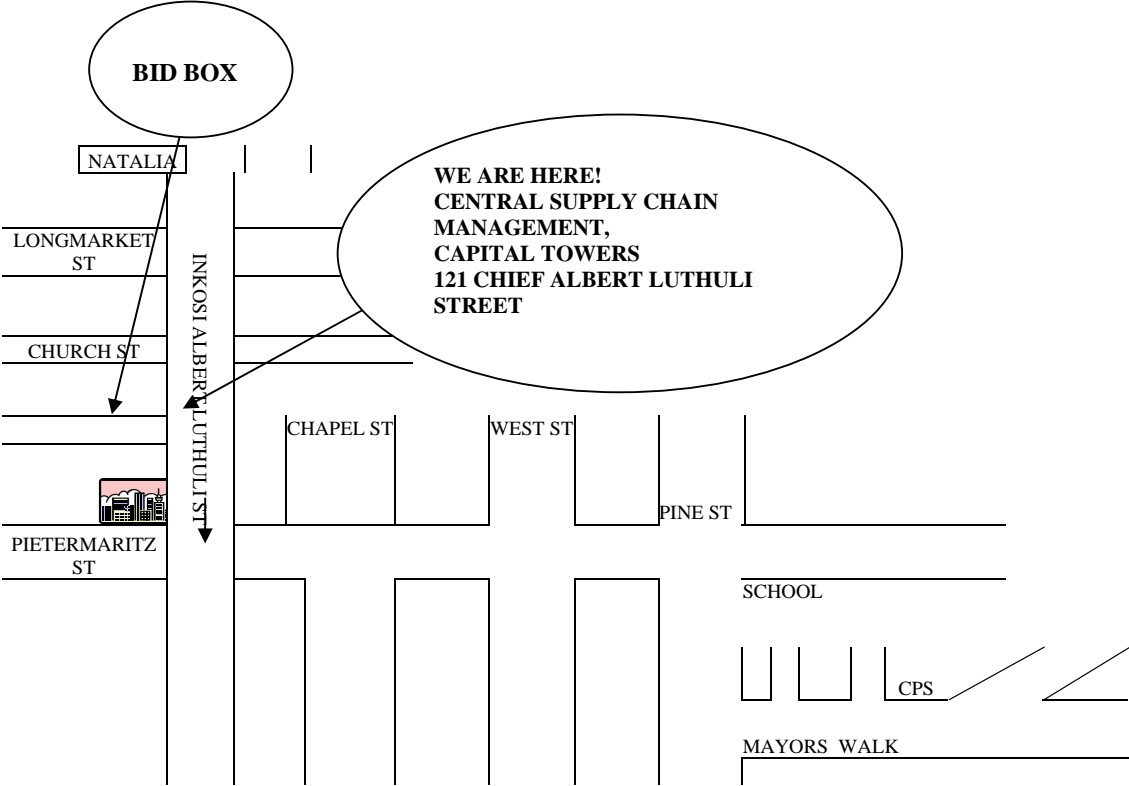 BID BOX
NATALIA
WE ARE HERE!
CENTRAL SUPPLY CHAIN
MANAGEMENT,
CAPITAL TOWERS
121 CHIEF ALBERT LUTHULI
STREET
LONGMARKET
ST
INKOSI ALBERT LUTHULI ST
CHURCH ST
CHAPEL ST
WEST ST
PINE ST
PIETERMARITZ
ST
SCHOOL
CPS
MAYORS WALK